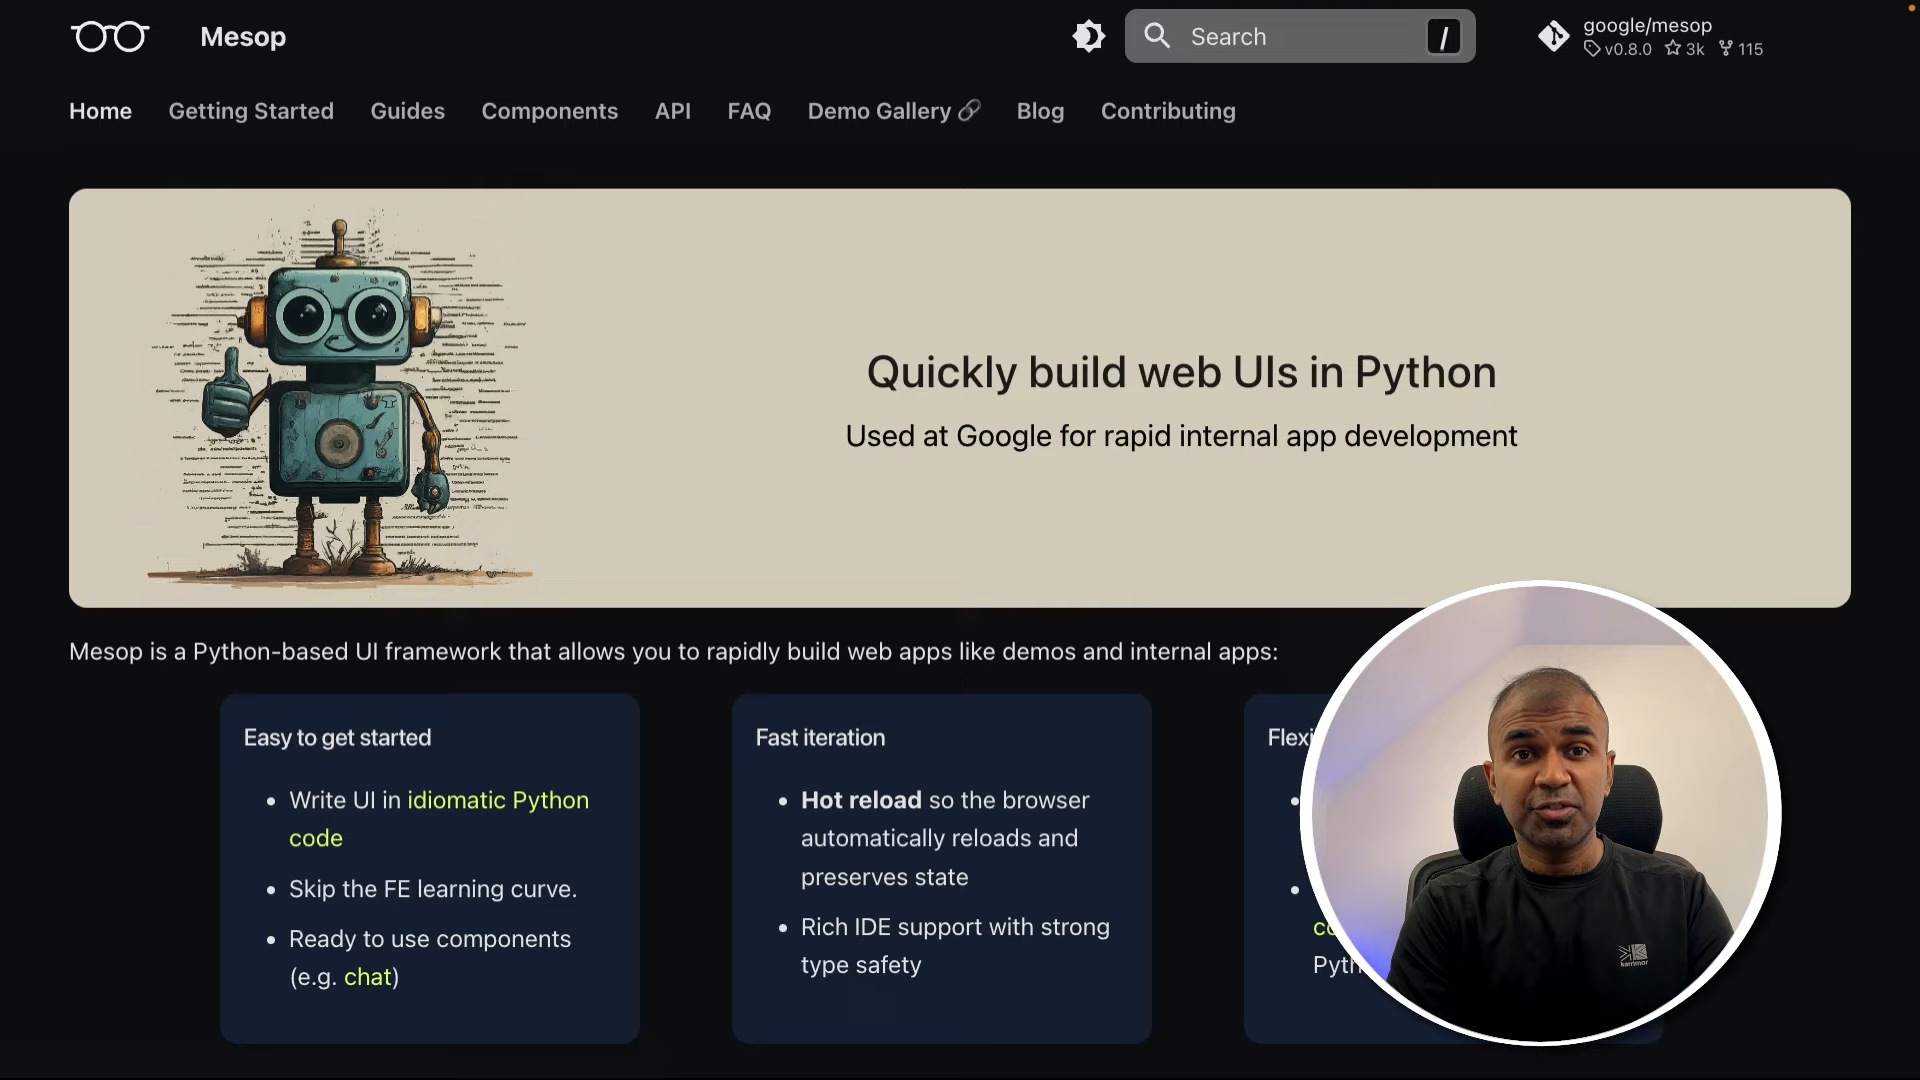 Mesop
Search
/
google/mesop
v0.8.0 3k 115
Home Getting Started Guides Components API FAQ Demo Gallery Blog Contributing
Quickly build web UIs in Python
Used at Google for rapid internal app development
Mesop is a Python-based UI framework that allows you to rapidly build web apps like demos and internal apps:
Easy to get started
Write UI in idiomatic Python
code
Skip the FE learning curve.
Ready to use components
(e.g. chat)
Fast iteration
Hot reload so the browser
automatically reloads and
preserves state
Rich IDE support with strong
type safety
karrimor